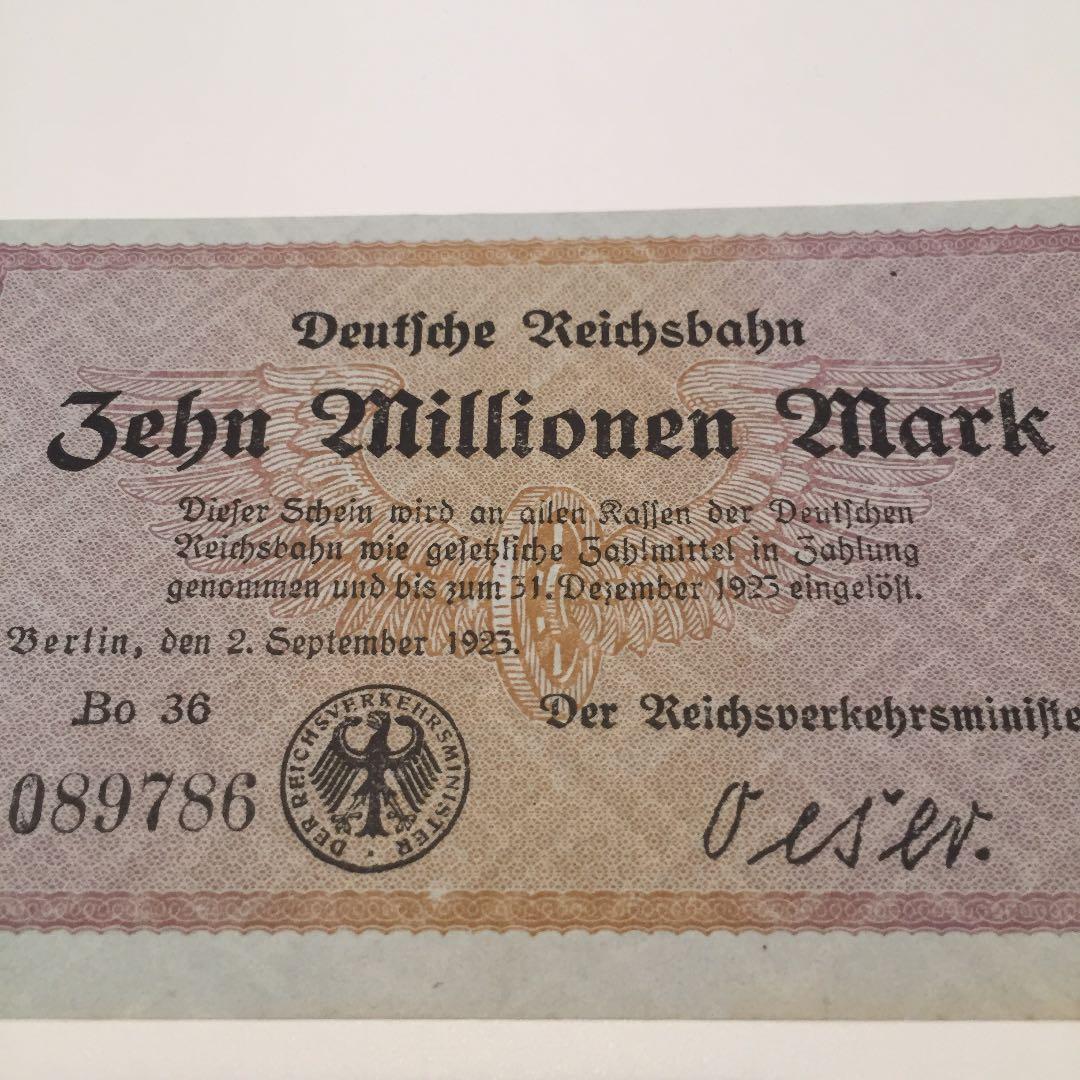 Deutsche Reichsbahn
Zehn Millionen Mark
Dieser Schein wird an allen Kassen der Deutschen
Reichsbahn wie gesetzliche Zahlmittel in Zahlung
genommen und bis zum 31. Dezember 1923 eingelöst.
Berlin, den 2. September 1923.
Bo 36
Der Reichsverkehrsministe
089786
DER REICHSVERKEHRSMINISTER
Oeser.